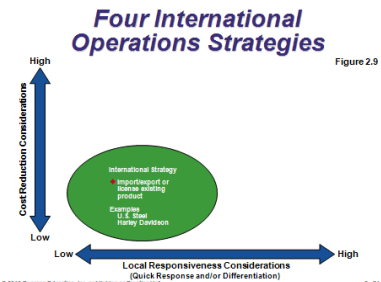 Four International
Operations Strategies
Figure 2.9
High
Cost Reduction Considerations
International Strategy
Import/export or
license existing
product
Examples
U.S. Steel
Harley Davidson
Low
Low
High
Local Responsiveness Considerations
(Quick Response and/or Differentiation)